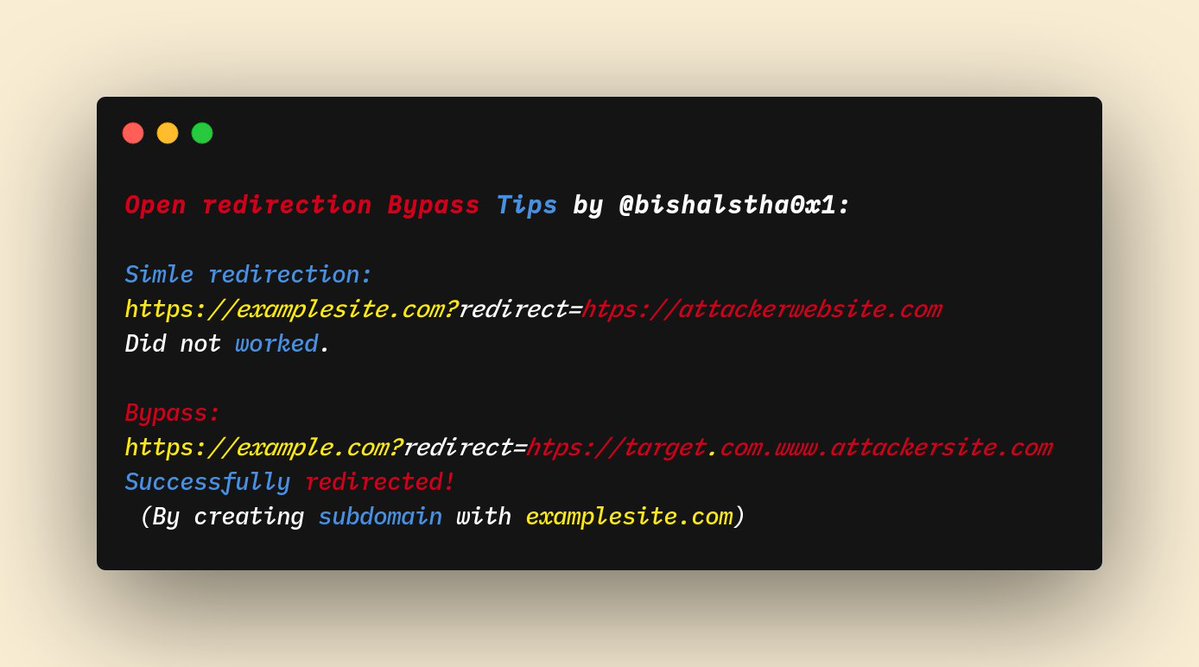 Open redirection Bypass Tips by @bishalstha0x1:
Simle redirection:
https://examplesite.com?redirect=htps://attackerwebsite.com
Did not worked.
Bypass:
https://example.com?redirect=htps://target.com.www.attackersite.com
Successfully redirected!
(By creating subdomain with examplesite.com)